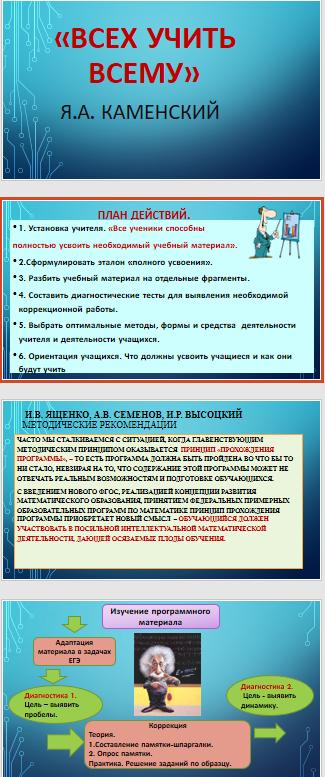 «ВСЕХ УЧИТЬ
ВСЕМУ»
Я.А. КАМЕНСКИЙ
ПЛАН ДЕЙСТВИЙ.
• 1. Установка учителя. «Все ученики способны
полностью усвоить необходимый учебный материал».
• 2.Сформулировать эталон «полного усвоения».
• 3. Разбить учебный материал на отдельные фрагменты.
• 4. Составить диагностические тесты для выявления необходимой
коррекционной работы.
• 5. Выбрать оптимальные методы, формы и средства деятельности
учителя и деятельности учащихся.
• 6. Ориентация учащихся. Что должны усвоить учащиеся и как они
будут учить
И.В. ЯЩЕНКО, А.В. СЕМЕНОВ, И.Р. ВЫСОЦКИЙ
МЕТОДИЧЕСКИЕ РЕКОМЕНДАЦИИ
ЧАСТО МЫ СТАЛКИВАЕМСЯ С СИТУАЦИЕЙ, КОГДА ГЛАВЕНСТВУЮЩИМ
МЕТОДИЧЕСКИМ ПРИНЦИПОМ ОКАЗЫВАЕТСЯ ПРИНЦИП «ПРОХОЖДЕНИЯ
ПРОГРАММЫ», – ТО ЕСТЬ ПРОГРАММА ДОЛЖНА БЫТЬ ПРОЙДЕНА ВО ЧТО БЫ ТО
НИ СТАЛО, НЕВЗИРАЯ НА ТО, ЧТО СОДЕРЖАНИЕ ЭТОЙ ПРОГРАММЫ МОЖЕТ НЕ
ОТВЕЧАТЬ РЕАЛЬНЫМ ВОЗМОЖНОСТЯМ И ПОДГОТОВКЕ ОБУЧАЮЩИХСЯ.
С ВВЕДЕНИЕМ НОВОГО ФГОС, РЕАЛИЗАЦИЕЙ КОНЦЕПЦИИ РАЗВИТИЯ
МАТЕМАТИЧЕСКОГО ОБРАЗОВАНИЯ, ПРИНЯТИЕМ ФЕДЕРАЛЬНЫХ ПРИМЕРНЫХ
ОБРАЗОВАТЕЛЬНЫХ ПРОГРАММ ПО МАТЕМАТИКЕ ПРИНЦИП ПРОХОЖДЕНИЯ
ПРОГРАММЫ ПРИОБРЕТАЕТ НОВЫЙ СМЫСЛ – ОБУЧАЮЩИЙСЯ ДОЛЖЕН
УЧАСТВОВАТЬ В ПОСИЛЬНОЙ ИНТЕЛЛЕКТУАЛЬНОЙ МАТЕМАТИЧЕСКОЙ
ДЕЯТЕЛЬНОСТИ, ДАЮЩЕЙ ОСЯЗАЕМЫЕ ПЛОДЫ ОБУЧЕНИЯ.
Изучение программного
материала
Адаптация
материала в задачах
ЕГЭ
Диагностика 1.
Цель – выявить
пробелы.
Диагностика 2.
Цель - выявить
динамику.
Коррекция
Теория.
1.Составление памятки-шпаргалки.
2. Опрос памятки.
Практика. Решение заданий по образцу.